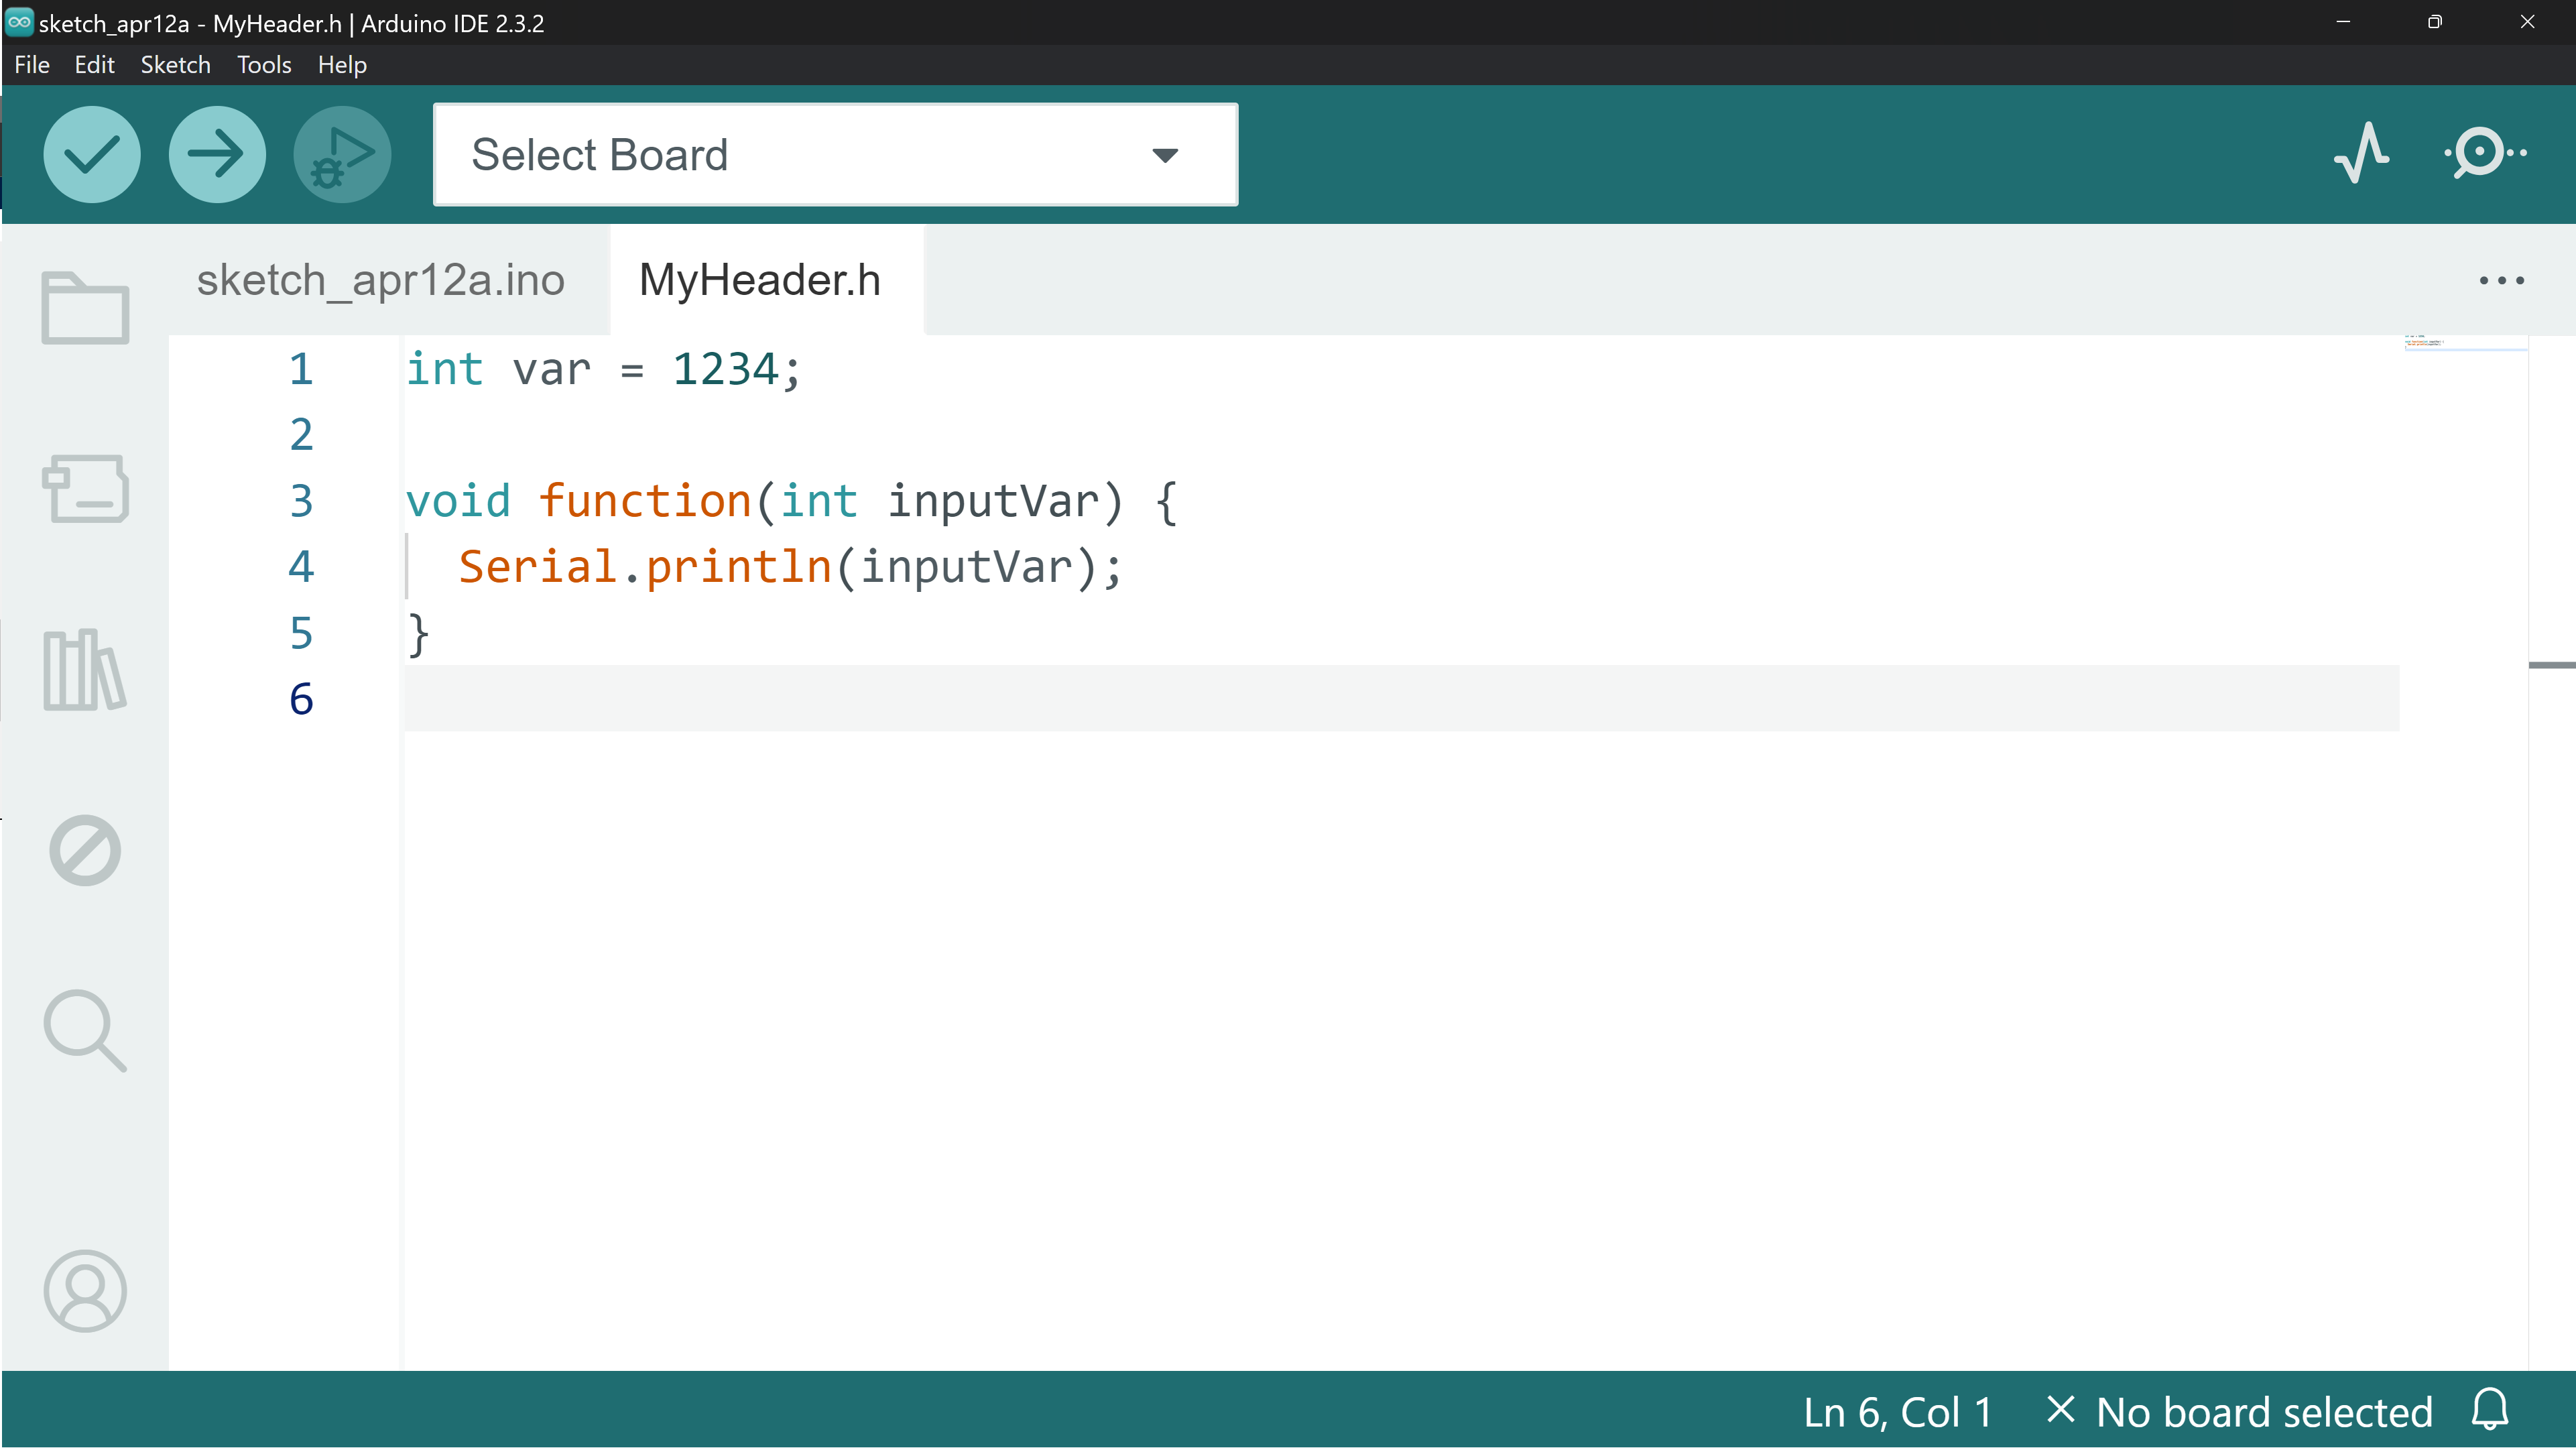 sketch_apr12a - MyHeader.h | Arduino IDE 2.3.2
File Edit Sketch Tools Help
Select Board
sketch_apr12a.ino MyHeader.h
1 int var = 1234;
2
3 void function(int inputVar) {
4 Serial.println(inputVar);
5 }
6
Ln 6, Col 1 No board selected